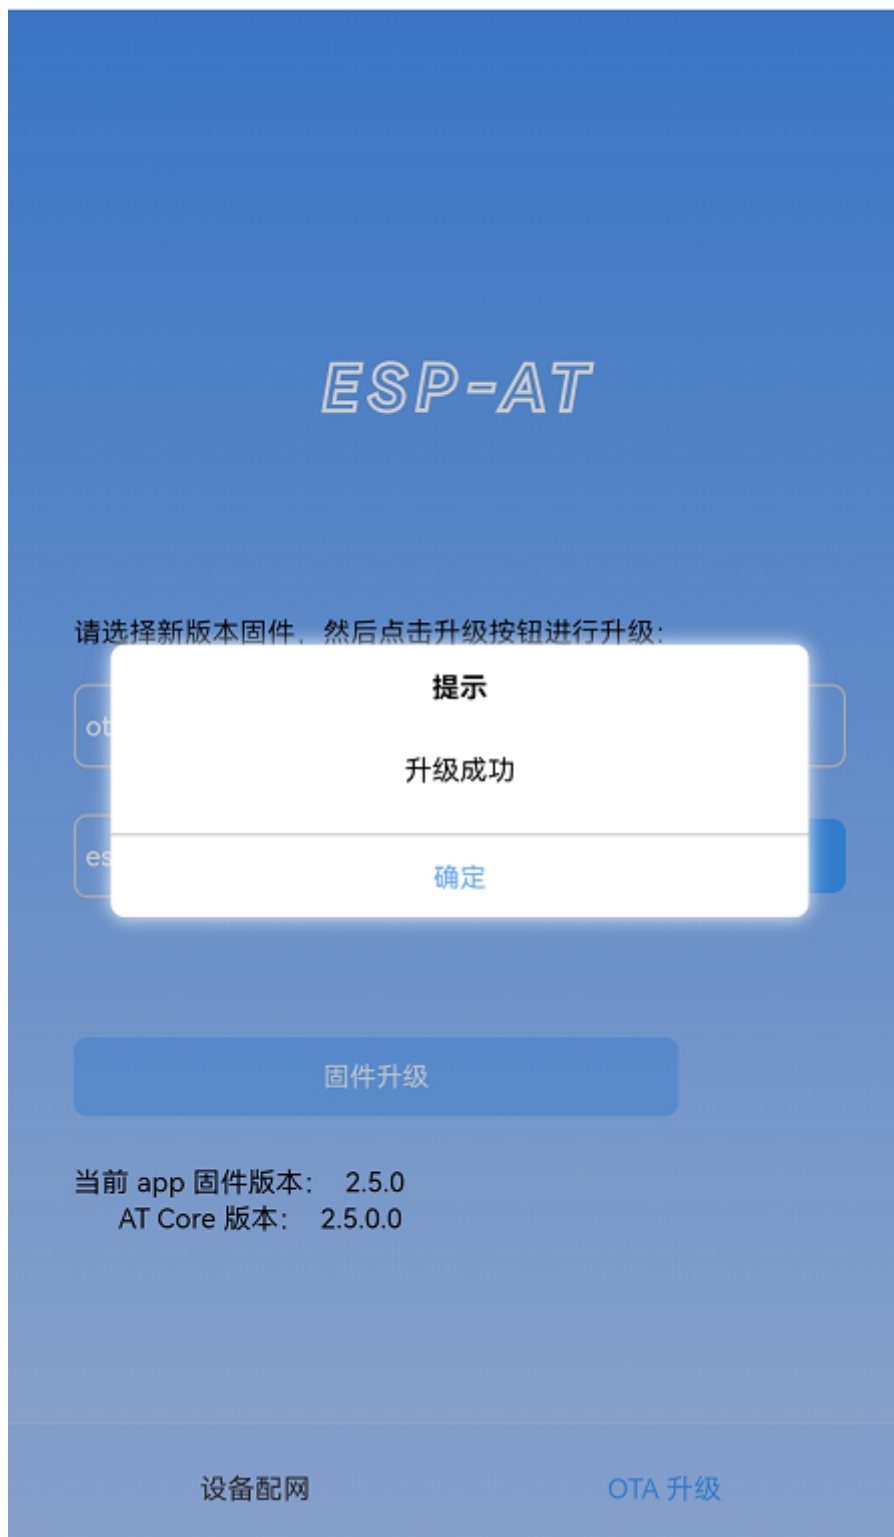 ESP-AT
请选择新版本固件，然后点击升级按钮进行升级：
提示
ot
升级成功
es
确定
固件升级
当前 app 固件版本： 2.5.0
AT Core 版本： 2.5.0.0
设备配网
OTA 升级